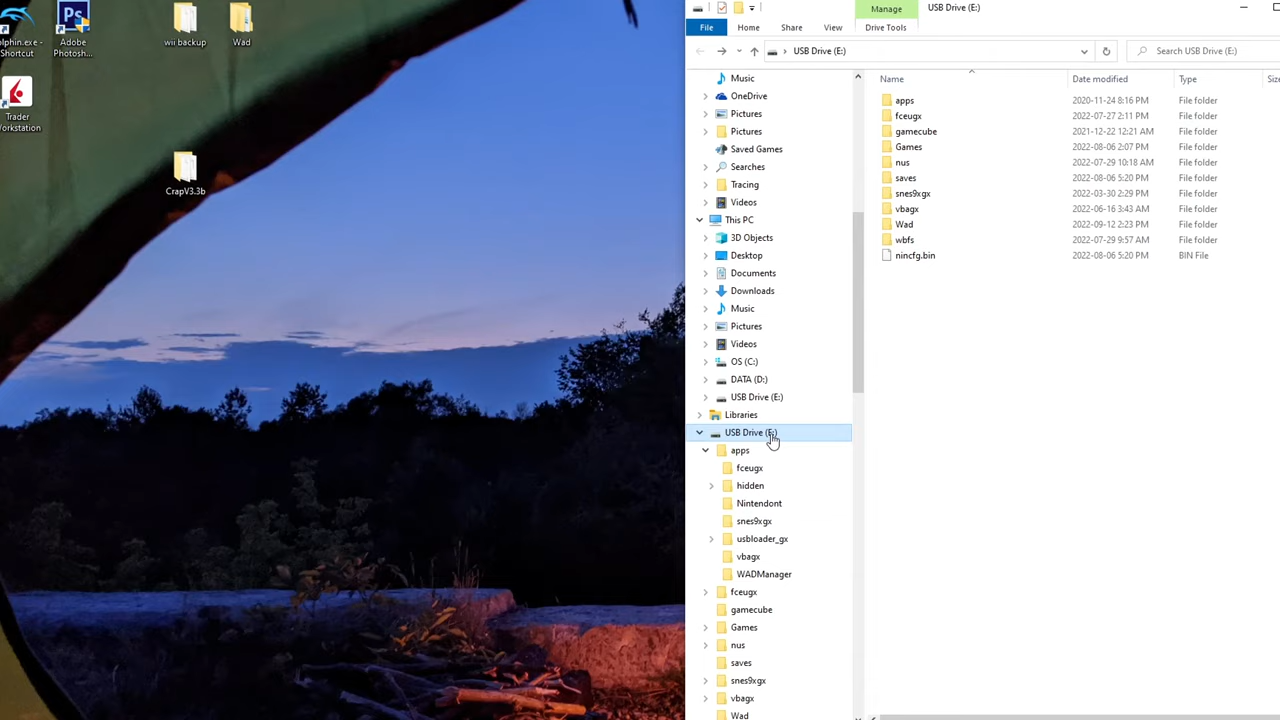 Ps
olphin.exe -
Shortcut
Adobe
Photosh...
wii backup
Wad
Trader
Workstation
CrapV3.3b
Manage
USB Drive (E:)
File
Home
Share
View
Drive Tools
USB Drive (E:)
Search USB Drive (E:)
Music
OneDrive
Pictures
Pictures
Saved Games
Searches
Tracing
Videos
This PC
3D Objects
Desktop
Documents
Downloads
Music
Pictures
Videos
OS (C:)
DATA (D:)
USB Drive (E:)
Libraries
USB Drive (E:)
apps
fceugx
hidden
Nintendont
snes9xgx
usbloader_gx
vbagx
WADManager
fceugx
gamecube
Games
nus
saves
snes9xgx
vbagx
Wad
Name Date modified Type Size
apps 2020-11-24 8:16 PM File folder
fceugx 2022-07-27 2:11 PM File folder
gamecube 2021-12-22 12:21 AM File folder
Games 2022-08-06 2:07 PM File folder
nus 2022-07-29 10:18 AM File folder
saves 2022-08-06 5:20 PM File folder
snes9xgx 2022-03-30 2:29 PM File folder
vbagx 2022-06-16 3:43 AM File folder
Wad 2022-09-12 2:23 PM File folder
wbfs 2022-07-29 9:57 AM File folder
nincfg.bin 2022-08-06 5:20 PM BIN File